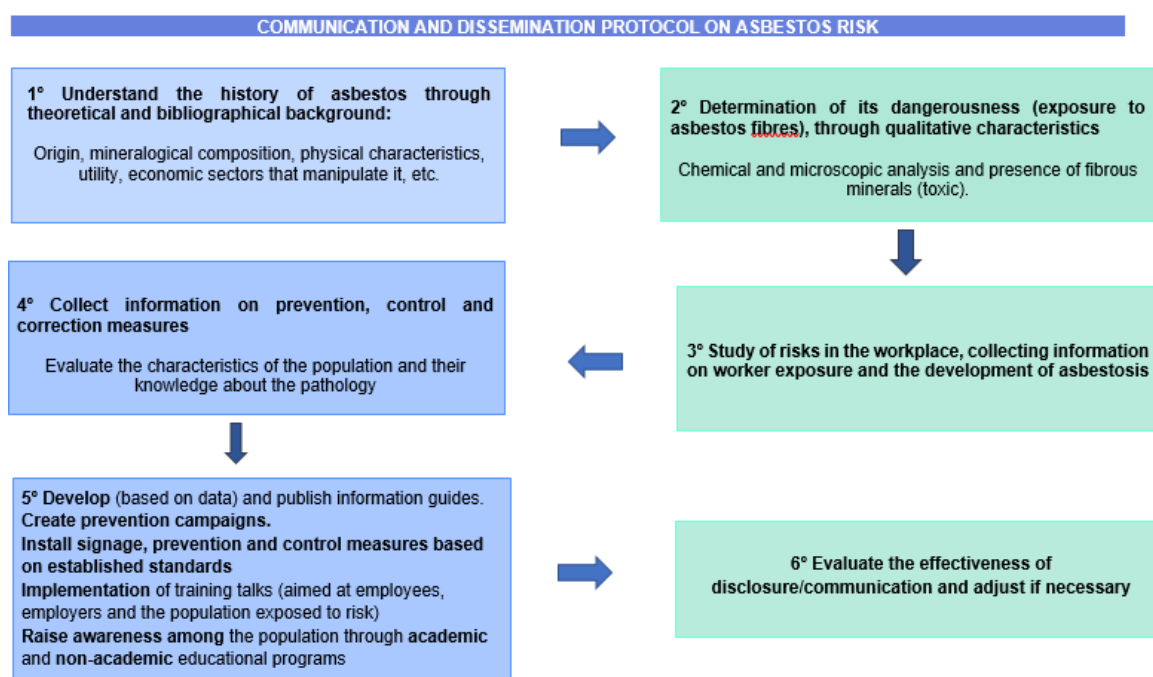 COMMUNICATION AND DISSEMINATION PROTOCOL ON ASBESTOS RISK
1º Understand the history of asbestos through
theoretical and bibliographical background:
Origin, mineralogical composition, physical characteristics,
utility, economic sectors that manipulate it, etc.
2º Determination of its dangerousness (exposure to
asbestos fibres), through qualitative characteristics
Chemical and microscopic analysis and presence of fibrous
minerals (toxic).
3º Study of risks in the workplace, collecting information
on worker exposure and the development of asbestosis
4º Collect information on prevention, control and
correction measures
Evaluate the characteristics of the population and their
knowledge about the pathology
5º Develop (based on data) and publish information guides.
Create prevention campaigns.
Install signage, prevention and control measures based
on established standards
Implementation of training talks (aimed at employees,
employers and the population exposed to risk)
Raise awareness among the population through academic
and non-academic educational programs
6º Evaluate the effectiveness of
disclosure/communication and adjust if necessary